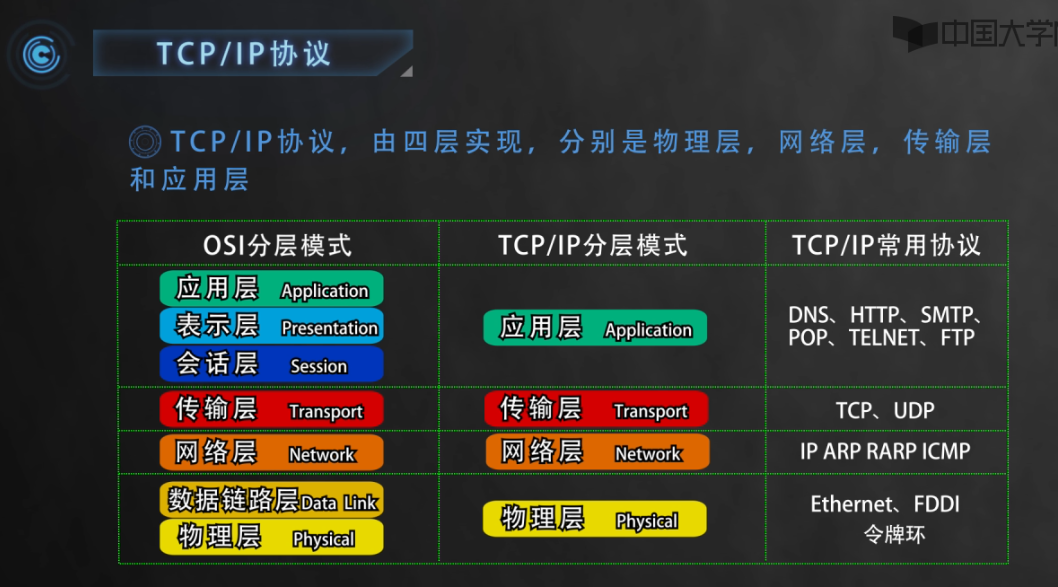 中国大学
TCP/IP协议
TCP/IP协议，由四层实现，分别是物理层，网络层，传输层
和应用层
OSI分层模式 TCP/IP分层模式 TCP/IP常用协议
应用层 Application
表示层 Presentation
会话层 Session
应用层 Application
DNS、HTTP、SMTP、
POP、TELNET、FTP
传输层 Transport 传输层 Transport TCP、UDP
网络层 Network 网络层 Network IP ARP RARP ICMP
数据链路层 Data Link
物理层 Physical
物理层 Physical
Ethernet、FDDI
令牌环